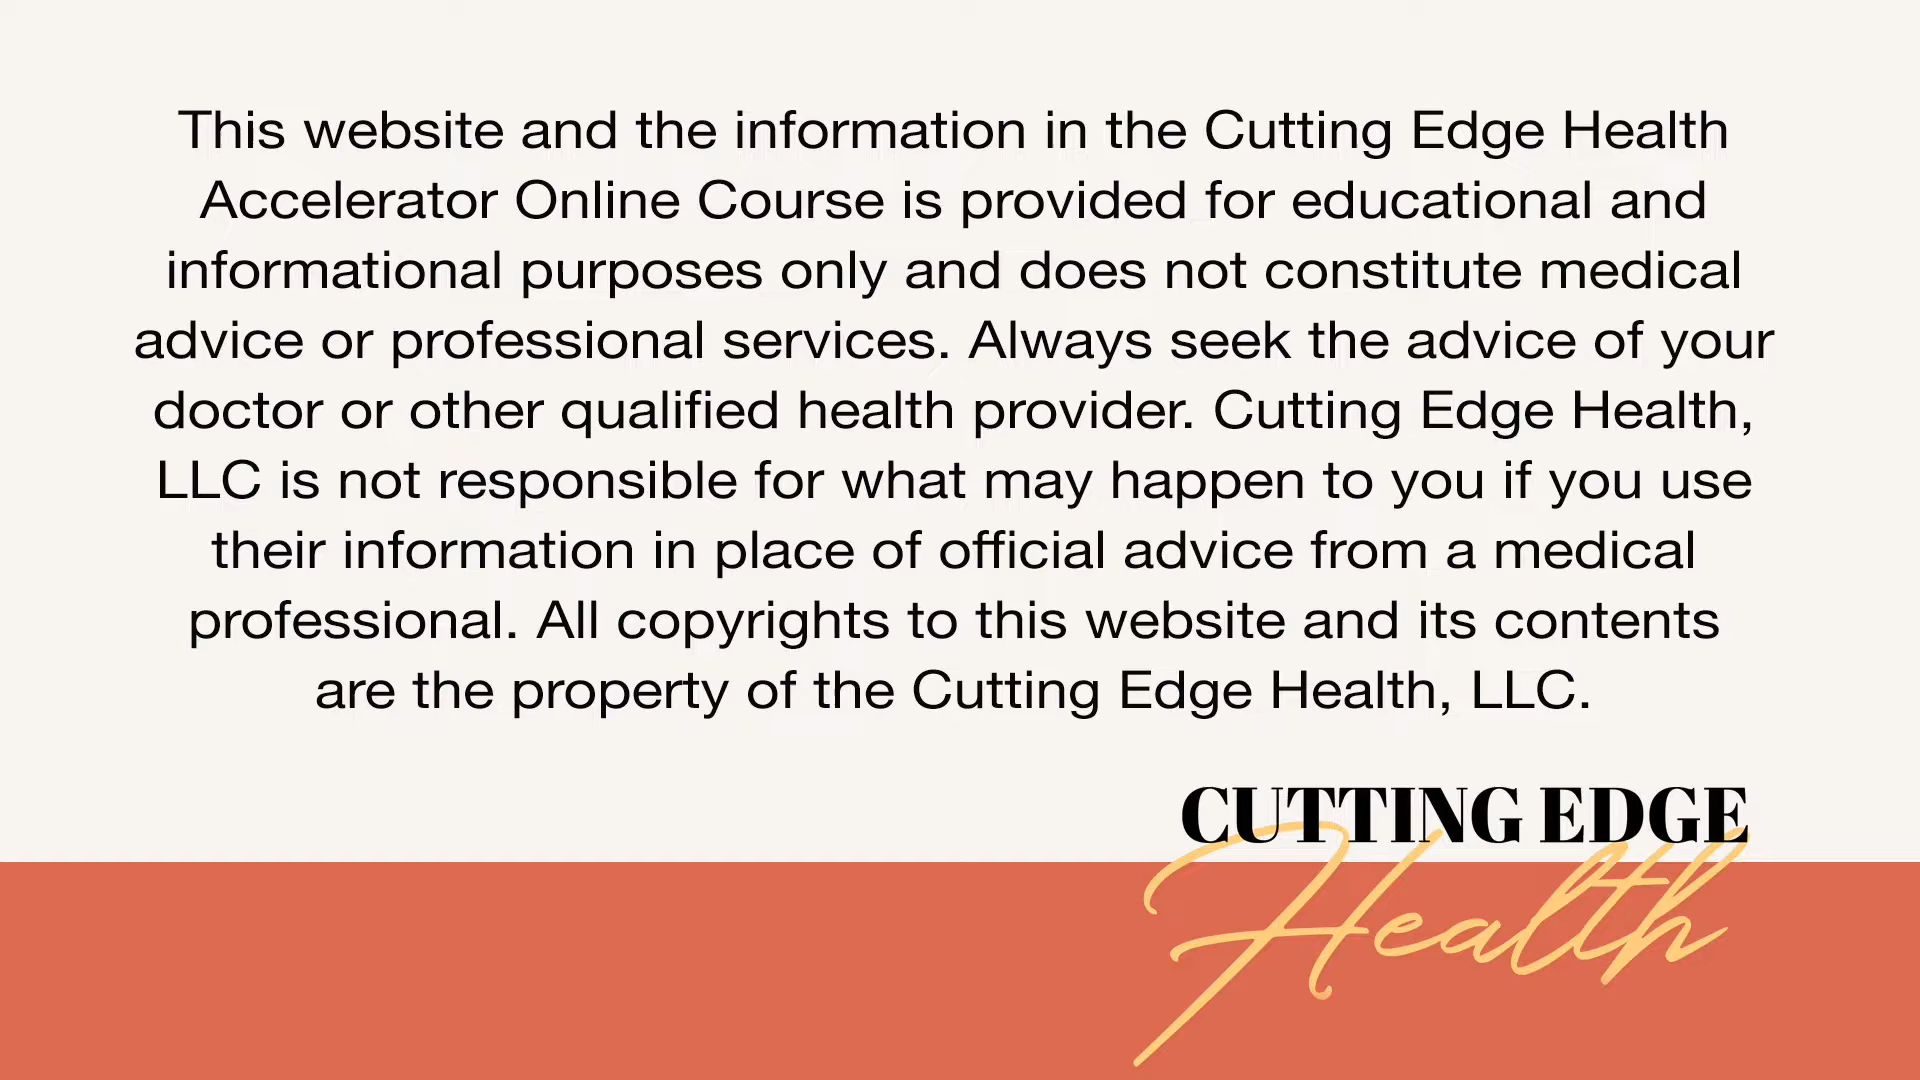 This website and the information in the Cutting Edge Health
Accelerator Online Course is provided for educational and
informational purposes only and does not constitute medical
advice or professional services. Always seek the advice of your
doctor or other qualified health provider. Cutting Edge Health,
LLC is not responsible for what may happen to you if you use
their information in place of official advice from a medical
professional. All copyrights to this website and its contents
are the property of the Cutting Edge Health, LLC.
CUTTING EDGE
Health